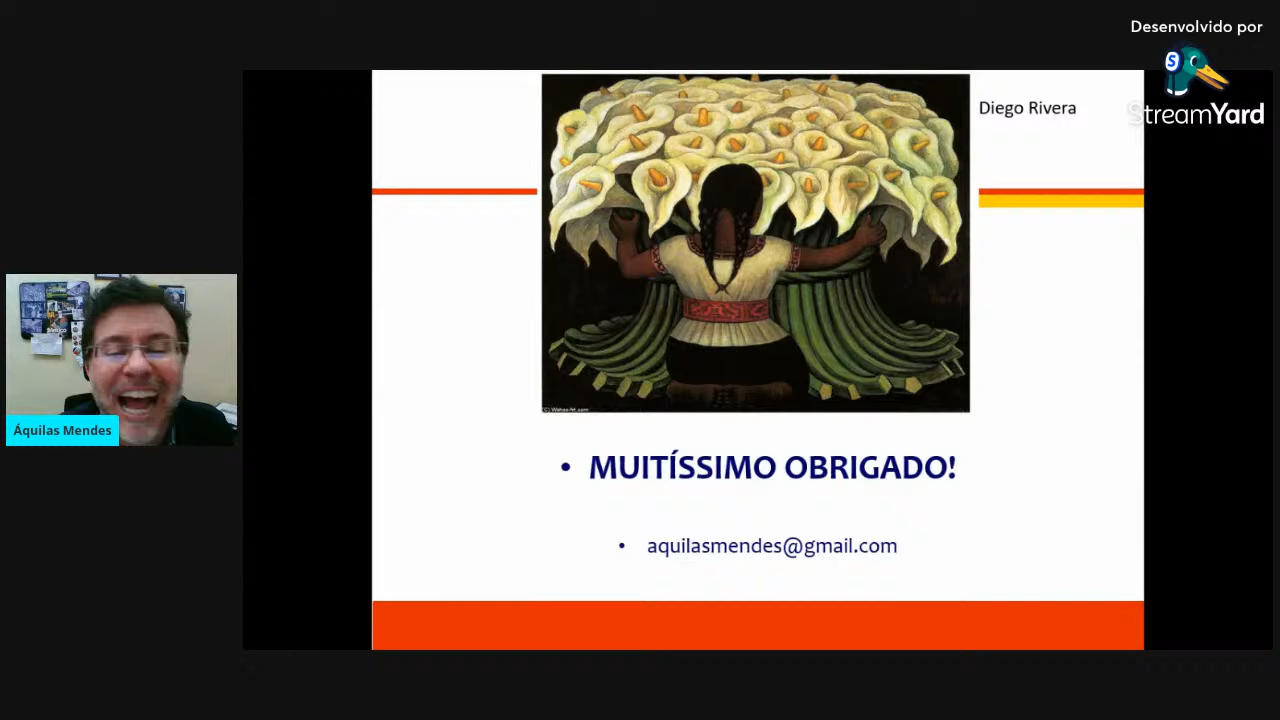 Desenvolvido por
StreamYard
Diego Rivera
Áquilas Mendes
• MUITÍSSIMO OBRIGADO!
• aquilasmendes@gmail.com